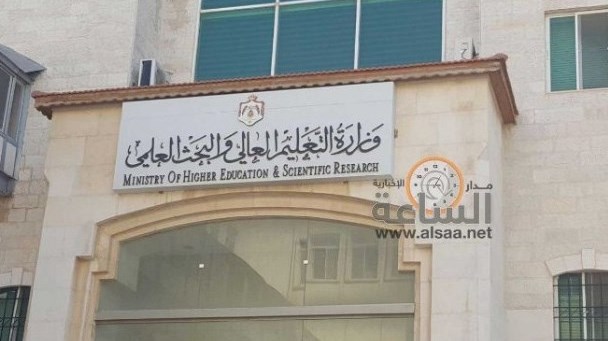 وزارة التعليم العالي والبحث العلمي
MINISTRY OF HIGHER EDUCATION & SCIENTIFIC RESEARCH
مدار الإخبارية
الساعة
www.alsaa.net